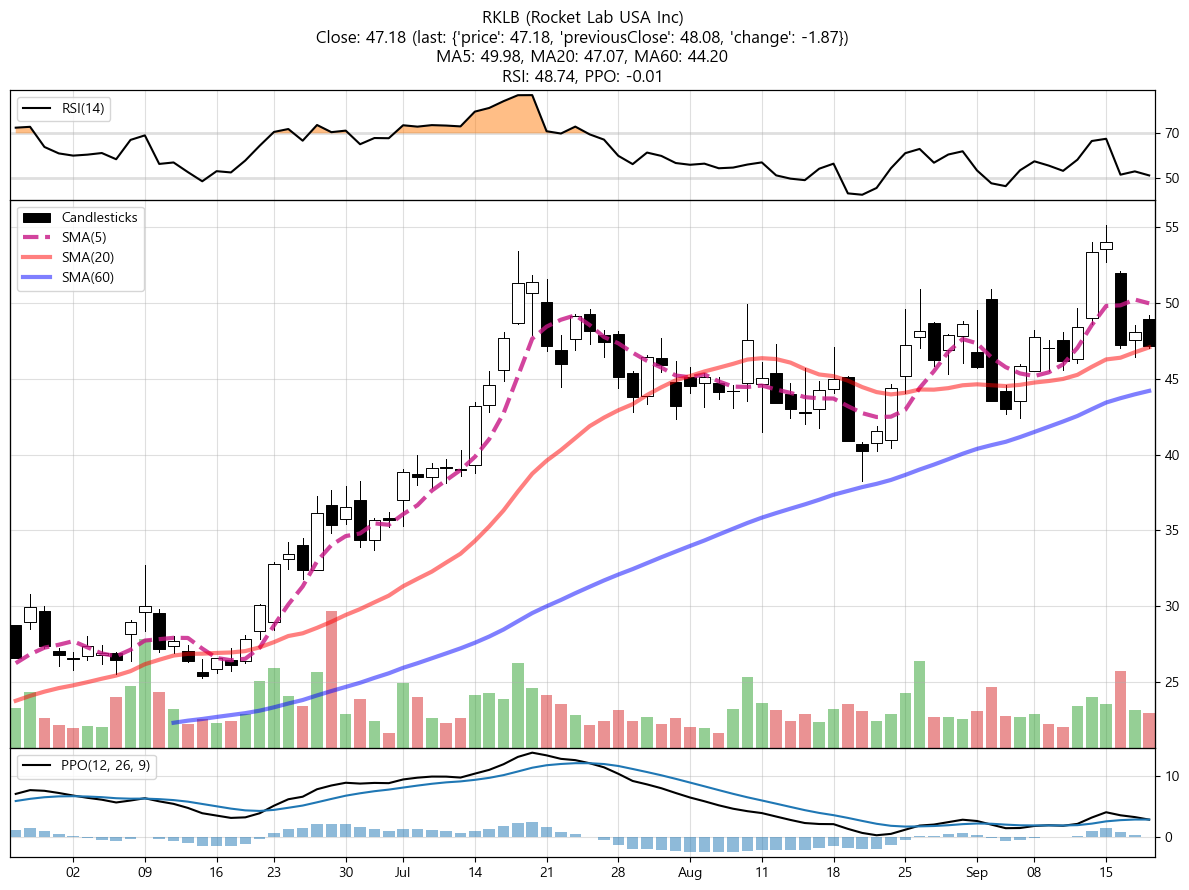 RKLB (Rocket Lab USA Inc)
Close: 47.18 (last: {'price': 47.18, 'previousClose': 48.08, 'change': -1.87})
MA5: 49.98, MA20: 47.07, MA60: 44.20
RSI: 48.74, PPO: -0.01
RSI(14)
70
50
Candlesticks
SMA(5)
SMA(20)
SMA(60)
55
50
45
40
35
30
25
PPO(12, 26, 9)
10
0
02 09 16 23 30 Jul 14 21 28 Aug 11 18 25 Sep 08 15